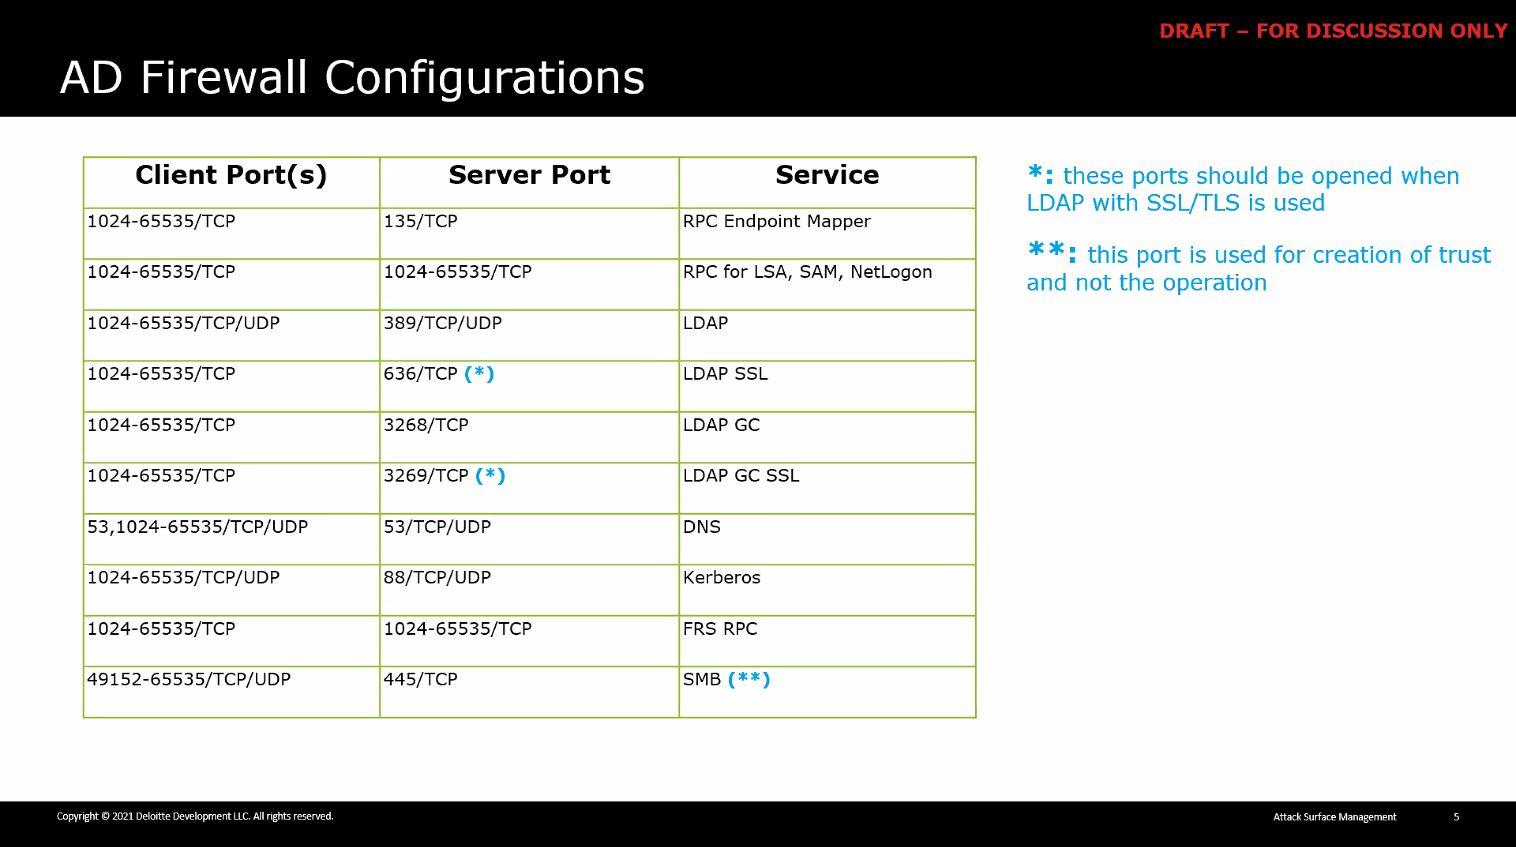 DRAFT – FOR DISCUSSION ONLY
AD Firewall Configurations
Client Port(s) Server Port Service
1024-65535/TCP 135/TCP RPC Endpoint Mapper
1024-65535/TCP 1024-65535/TCP RPC for LSA, SAM, NetLogon
1024-65535/TCP/UDP 389/TCP/UDP LDAP
1024-65535/TCP 636/TCP (*) LDAP SSL
1024-65535/TCP 3268/TCP LDAP GC
1024-65535/TCP 3269/TCP (*) LDAP GC SSL
53,1024-65535/TCP/UDP 53/TCP/UDP DNS
1024-65535/TCP/UDP 88/TCP/UDP Kerberos
1024-65535/TCP 1024-65535/TCP FRS RPC
49152-65535/TCP/UDP 445/TCP SMB (**)
*: these ports should be opened when
LDAP with SSL/TLS is used
**: this port is used for creation of trust
and not the operation
Copyright © 2021 Deloitte Development LLC. All rights reserved.
Attack Surface Management 5